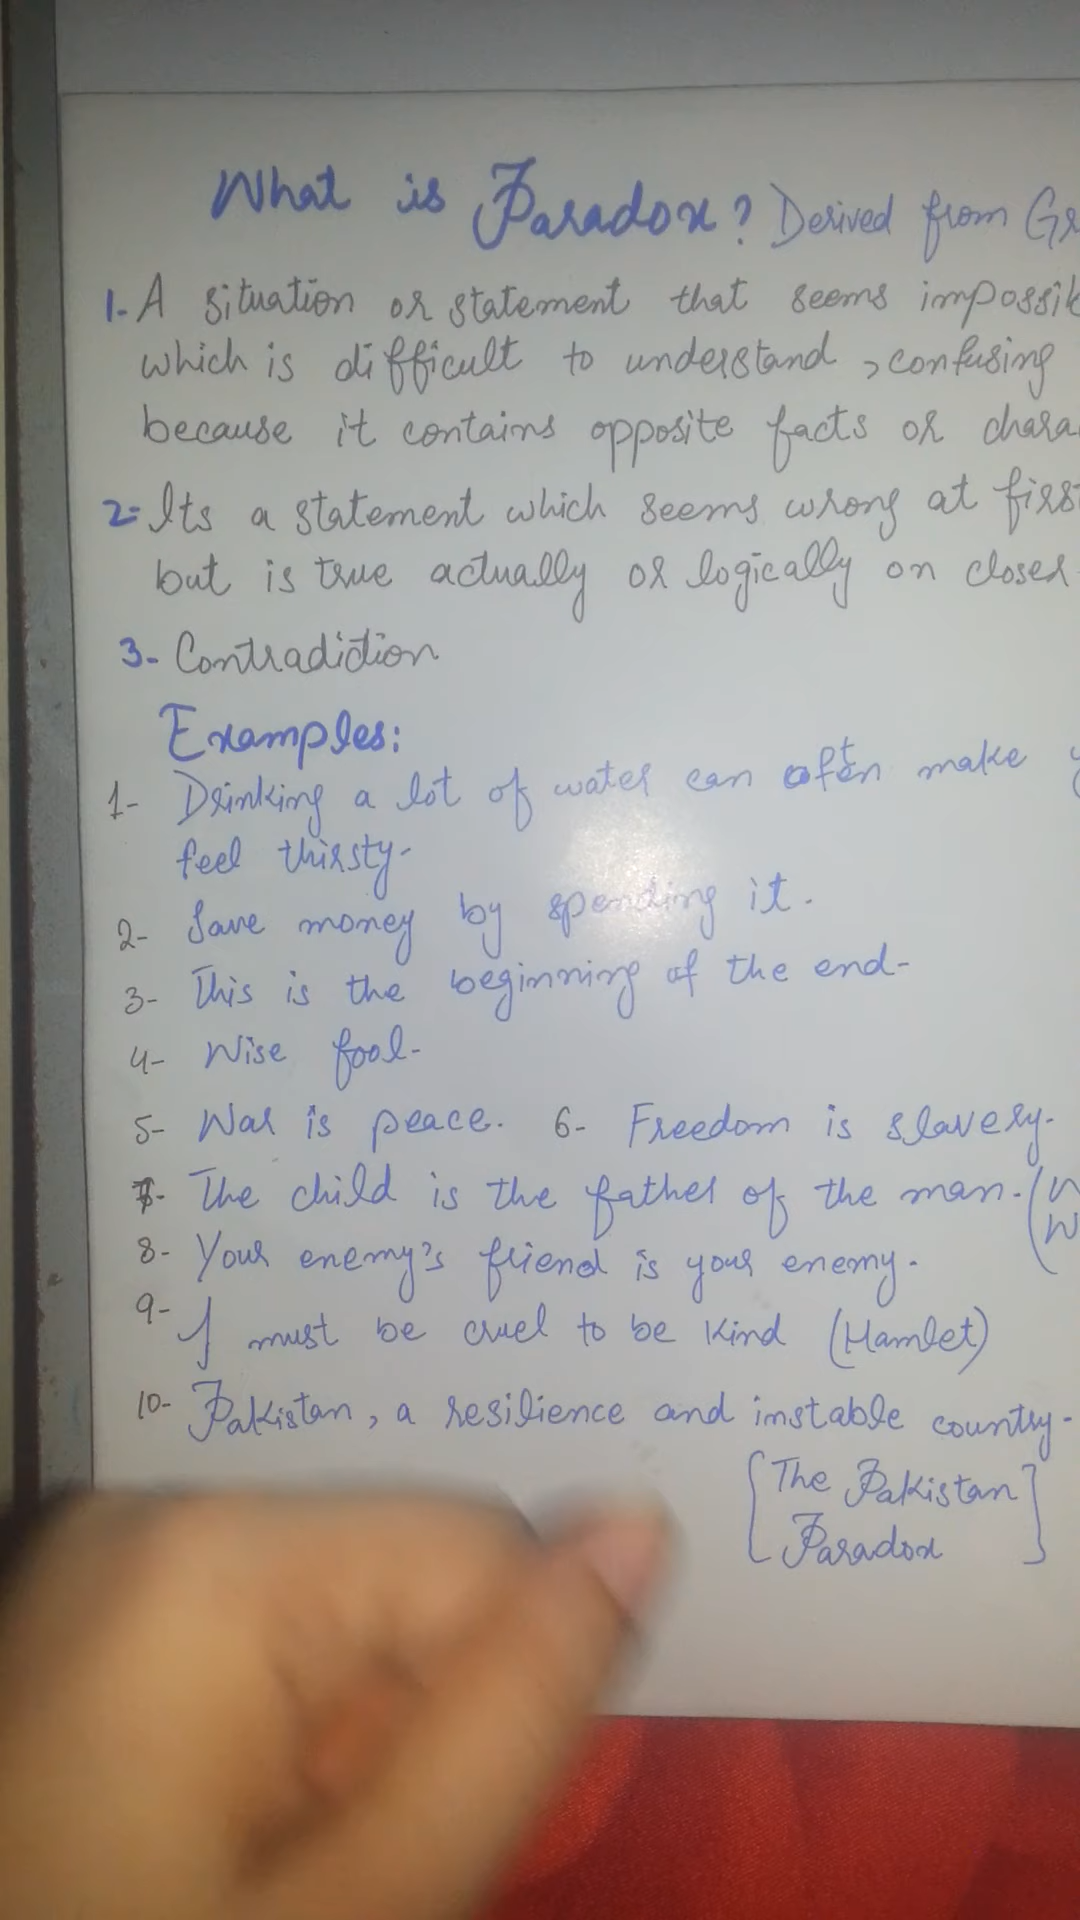 What is Paradox? Derived from
1- A situation or statement that seems
which is difficult to understand, confusing
because it contains opposite facts or
2- Its a statement which seems wrong at first
but is true actually or logically on closer
3- Contradiction
Examples:
1- Drinking a lot of water can often make
feel thirsty.
2- Save money by spending it.
3- This is the beginning of the end-
4- Wise fool-
5- War is peace. 6- Freedom is slavery.
7- The child is the father of the man.
8- Your enemy's friend is your enemy.
9- I must be cruel to be kind (Hamlet)
10- Pakistan, a resilience and instable country-
[The Pakistan
Paradox]